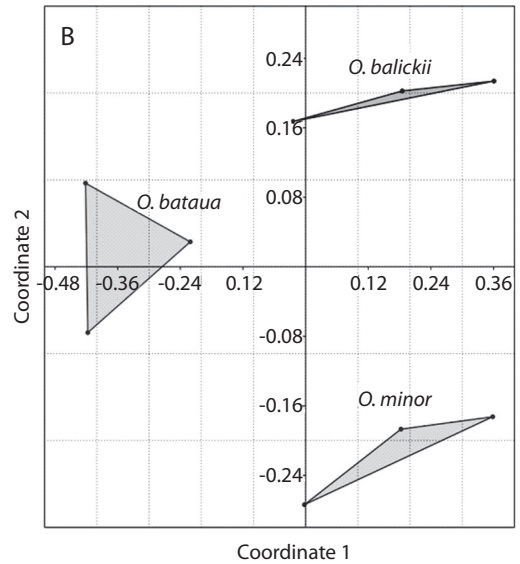 B
0.24
O. balickii
0.16
0.08
O. bataua
-0.48 -0.36 -0.24 0.12 0.12 0.24 0.36
-0.08
-0.16
O. minor
-0.24
Coordinate 2
Coordinate 1